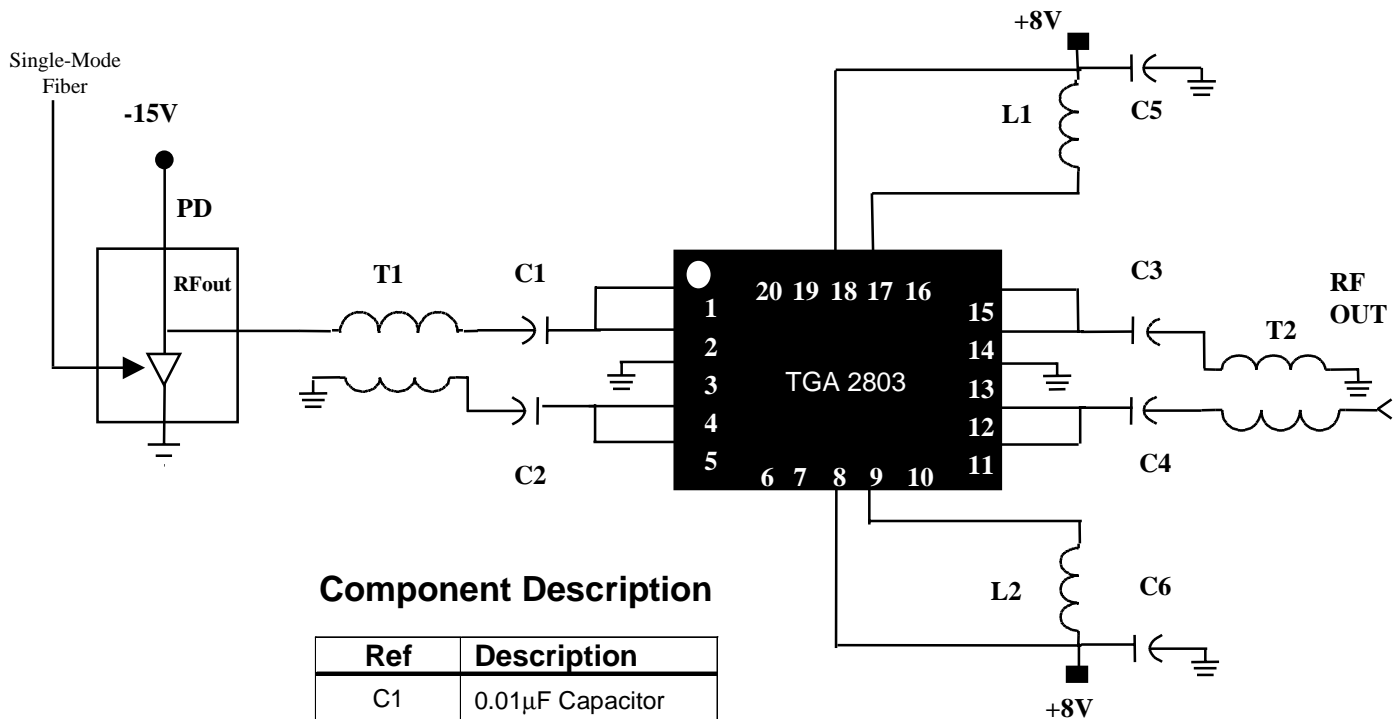 +8V
Single-Mode
Fiber
-15V
L1
C5
PD
RFout
T1
C1
C3
RF
OUT
T2
20 19 18 17 16
1
2
3
4
5
15
14
13
12
11
TGA 2803
6 7 8 9 10
C2
C4
Component Description
L2
C6
Ref Description
C1 0.01µF Capacitor
+8V